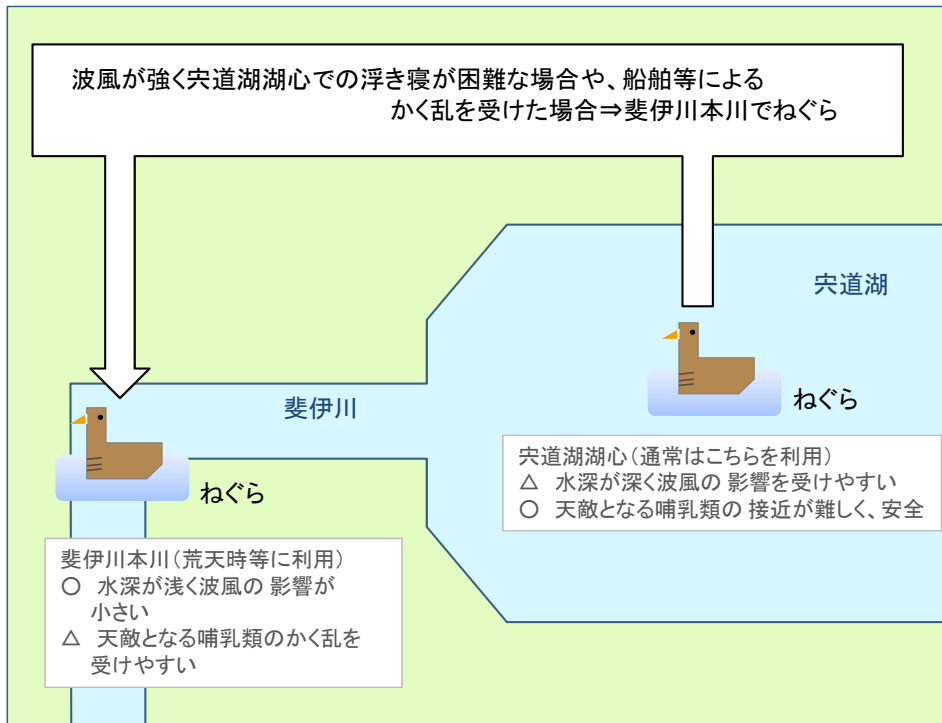 波風が強く宍道湖湖心での浮き寝が困難な場合や、船舶等による
かく乱を受けた場合⇒斐伊川本川でねぐら
宍道湖
ねぐら
斐伊川
ねぐら
宍道湖湖心（通常はこちらを利用）
△ 水深が深く波風の 影響を受けやすい
○ 天敵となる哺乳類の 接近が難しく、安全
斐伊川本川（荒天時等に利用）
○ 水深が浅く波風の 影響が
小さい
△ 天敵となる哺乳類のかく乱を
受けやすい